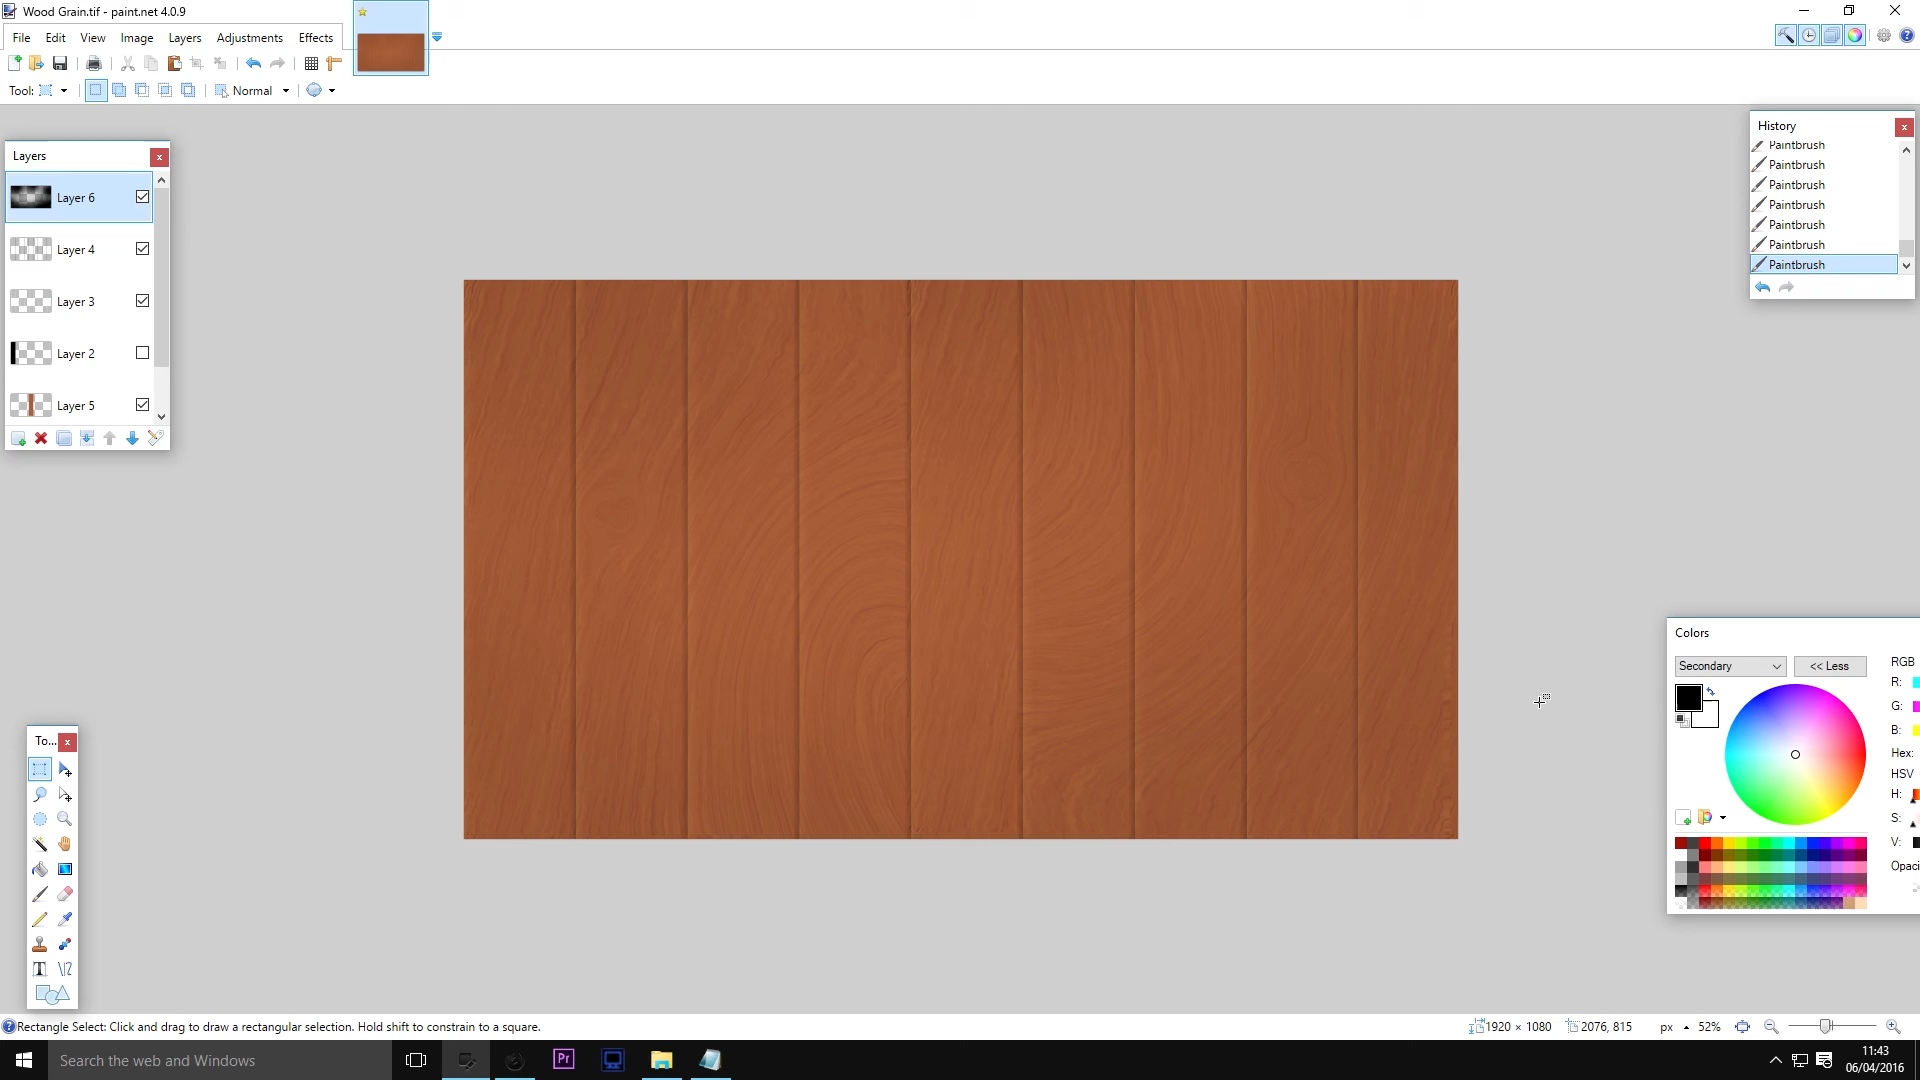 Wood Grain.tif - paint.net 4.0.9
File Edit View Image Layers Adjustments Effects
Tool: Normal
Layers
Layer 6
Layer 4
Layer 3
Layer 2
Layer 5
History
Paintbrush
Paintbrush
Paintbrush
Paintbrush
Paintbrush
Paintbrush
Paintbrush
Colors
Secondary << Less RGB
R:
G:
B:
Hex:
HSV
H:
S:
V:
Opaci
To...
Rectangle Select: Click and drag to draw a rectangular selection. Hold shift to constrain to a square.
1920 × 1080 2076, 815 px 52%
Search the web and Windows
Pr
11:43
06/04/2016